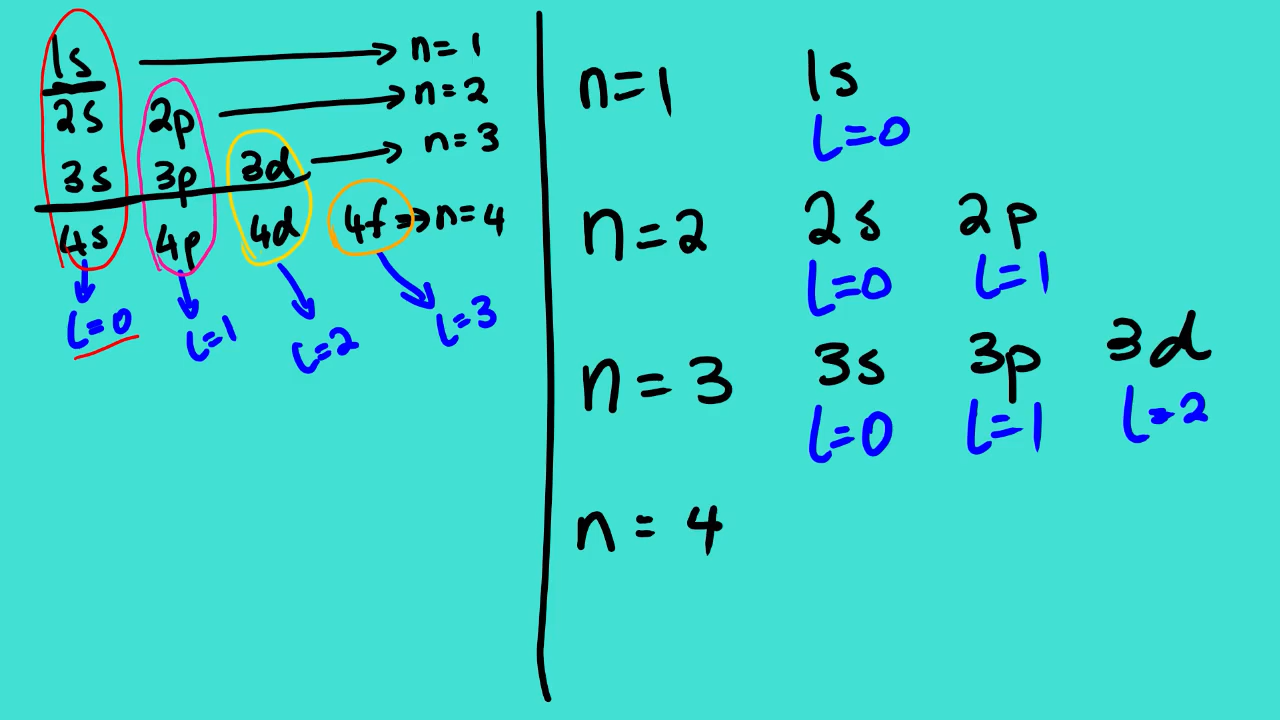 1s n=1
2s 2p n=2
3s 3p 3d n=3
4s 4p 4d 4f n=4
l=0 l=1 l=2 l=3
n=1 1s
l=0
n=2 2s 2p
l=0 l=1
n=3 3s 3p 3d
l=0 l=1 l=2
n=4